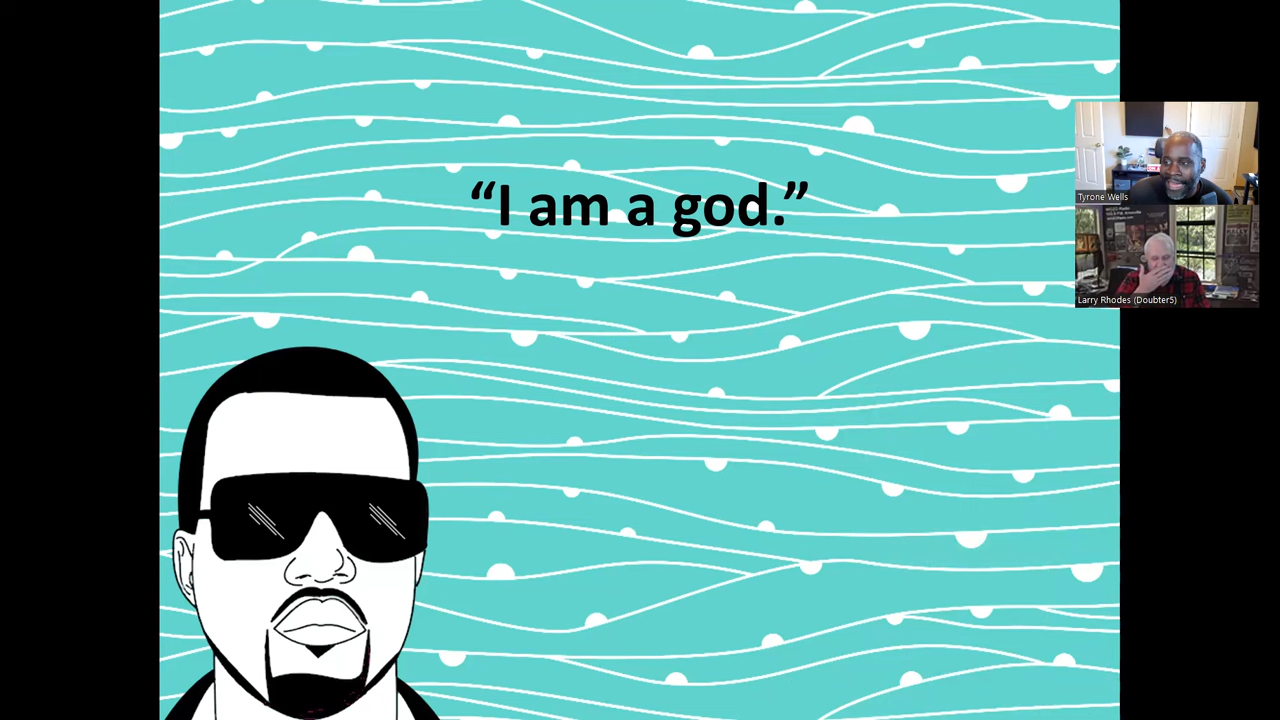 “I am a god.”
Tyrone Wells
Larry Rhodes (Doubter5)